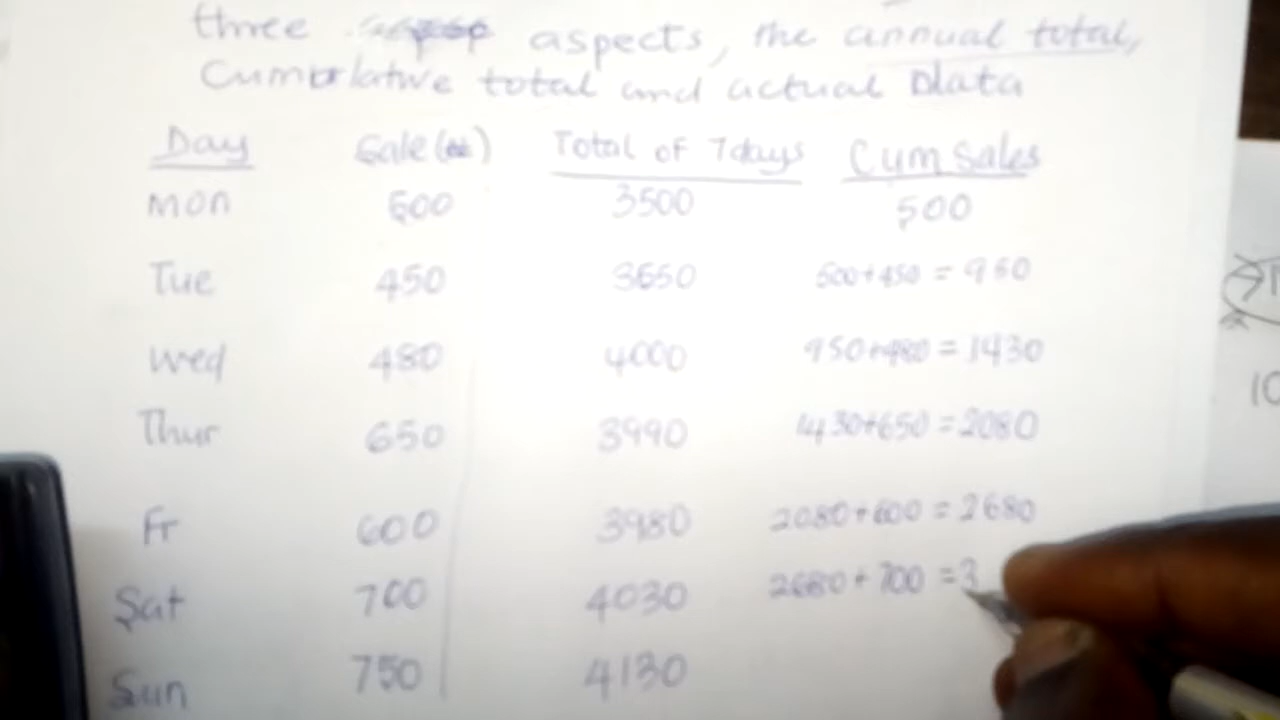 three aspects, the annual total,
Cumulative total and actual Data
Day Sale (₦) Total of 7days Cum Sales
Mon 500 3500 500
Tue 450 3650 500+450 = 950
Wed 480 4000 950+480 = 1430
Thur 650 3990 1430+650 = 2080
Fr 600 3980 2080+600 = 2680
Sat 700 4030 2680+700 = 3
Sun 750 4130
10